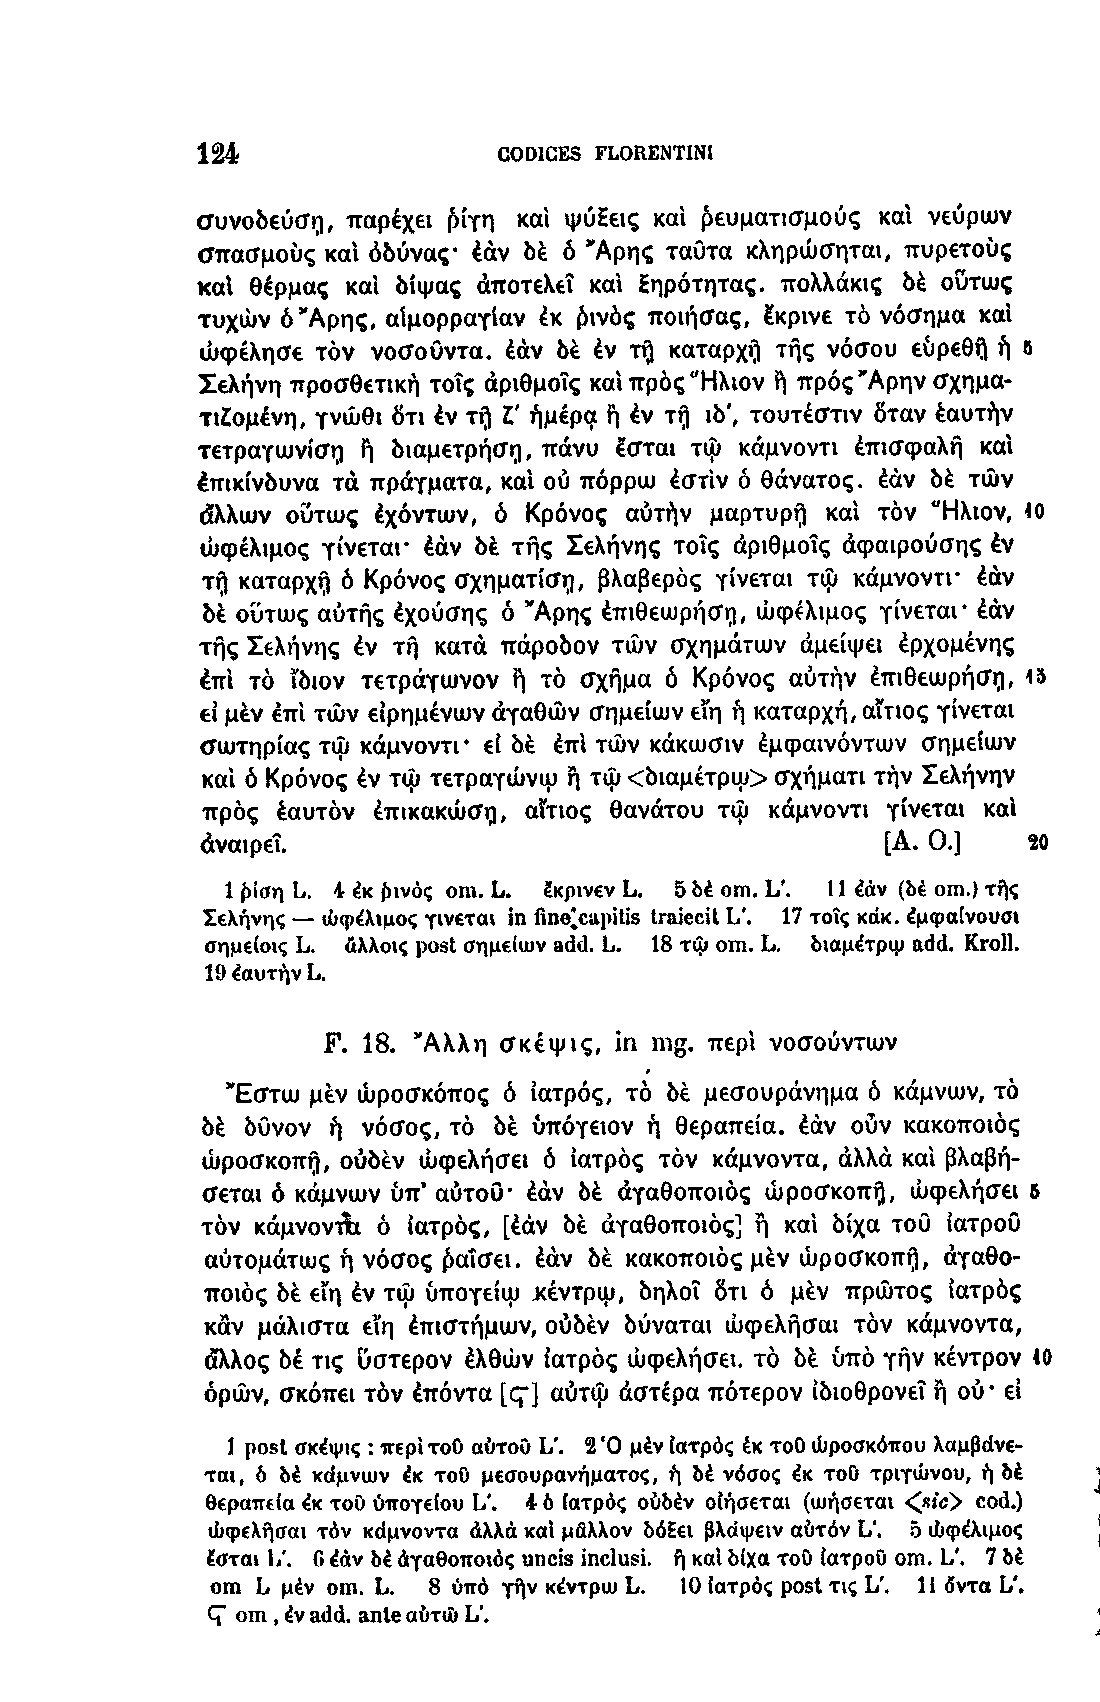 124 CODICES FLORENTINI
συνοδεύσῃ, παρέχει ῥίγη καὶ ψύξεις καὶ ῥευματισμούς καὶ νεύρων
σπασμοὺς καὶ ὀδύνας· ἐὰν δὲ ὁ Ἄρης ταῦτα κληρώσηται, πυρετοὺς
καὶ θέρμας καὶ δίψας ἀποτελεῖ καὶ ξηρότητας. πολλάκις δὲ οὕτως
τυχὼν ὁ Ἄρης, αἱμορραγίαν ἐκ ῥινὸς ποιήσας, ἔκρινε τὸ νόσημα καὶ
ὠφέλησε τὸν νοσοῦντα. ἐὰν δὲ ἐν τῇ καταρχῇ τῆς νόσου εὑρεθῇ ἡ 5
Σελήνη προσθετικὴ τοῖς ἀριθμοῖς καὶ πρὸς Ἥλιον ἢ πρός Ἄρην σχημα-
τιζομένη, γνῶθι ὅτι ἐν τῇ ζ′ ἡμέρᾳ ἢ ἐν τῇ ιδ′, τουτέστιν ὅταν ἑαυτὴν
τετραγωνίσῃ ἢ διαμετρήσῃ, πάνυ ἔσται τῷ κάμνοντι ἐπισφαλῆ καὶ
ἐπικίνδυνα τὰ πράγματα, καὶ οὐ πόρρω ἐστὶν ὁ θάνατος. ἐὰν δὲ τῶν
ἄλλων οὕτως ἐχόντων, ὁ Κρόνος αὐτὴν μαρτυρῇ καὶ τὸν Ἥλιον, 10
ὠφέλιμος γίνεται· ἐὰν δὲ τῆς Σελήνης τοῖς ἀριθμοῖς ἀφαιρούσης ἐν
τῇ καταρχῇ ὁ Κρόνος σχηματίσῃ, βλαβερὸς γίνεται τῷ κάμνοντι· ἐὰν
δὲ οὕτως αὐτῆς ἐχούσης ὁ Ἄρης ἐπιθεωρήσῃ, ὠφέλιμος γίνεται· ἐὰν
τῆς Σελήνης ἐν τῇ κατὰ πάροδον τῶν σχημάτων ἀμείψει ἐρχομένης
ἐπὶ τὸ ἴδιον τετράγωνον ἢ τὸ σχῆμα ὁ Κρόνος αὐτὴν ἐπιθεωρήσῃ, 15
εἰ μὲν ἐπὶ τῶν εἰρημένων ἀγαθῶν σημείων εἴη ἡ καταρχή, αἴτιος γίνεται
σωτηρίας τῷ κάμνοντι· εἰ δὲ ἐπὶ τῶν κάκωσιν ἐμφαινόντων σημείων
καὶ ὁ Κρόνος ἐν τῷ τετραγώνῳ ἢ τῷ <διαμέτρῳ> σχήματι τὴν Σελήνην
πρὸς ἑαυτὸν ἐπικακώσῃ, αἴτιος θανάτου τῷ κάμνοντι γίνεται καὶ
ἀναιρεῖ. [A. O.] 20
1 ῥίσῃ L. 4 ἐκ ῥινὸς om. L. ἔκρινεν L. 5 δὲ om. L′. 11 ἐὰν (δὲ om.) τῆς
Σελήνης — ὠφέλιμος γινεται in fine capitis traiecit L′. 17 τοῖς κάκ. ἐμφαίνουσι
σημείοις L. ἄλλοις post σημείων add. L. 18 τῷ om. L. διαμέτρῳ add. Kroll.
19 ἑαυτὴν L.
F. 18. Ἄλλη σκέψις, in mg. περὶ νοσούντων
Ἔστω μὲν ὡροσκόπος ὁ ἰατρός, τὸ δὲ μεσουράνημα ὁ κάμνων, τὸ
δὲ δῦνον ἡ νόσος, τὸ δὲ ὑπόγειον ἡ θεραπεία. ἐὰν οὖν κακοποιὸς
ὡροσκοπῇ, οὐδὲν ὠφελήσει ὁ ἰατρὸς τὸν κάμνοντα, ἀλλὰ καὶ βλαβή-
σεται ὁ κάμνων ὑπ' αὐτοῦ· ἐὰν δὲ ἀγαθοποιὸς ὡροσκοπῇ, ὠφελήσει 5
τὸν κάμνοντα ὁ ἰατρὸς, [ἐάν δὲ ἀγαθοποιὸς] ἢ καὶ δίχα τοῦ ἰατροῦ
αὐτομάτως ἡ νόσος ῥαΐσει. ἐὰν δὲ κακοποιὸς μὲν ὡροσκοπῇ, ἀγαθο-
ποιὸς δὲ εἴη ἐν τῷ ὑπογείῳ κέντρῳ, δηλοῖ ὅτι ὁ μὲν πρῶτος ἰατρὸς
κἂν μάλιστα εἴη ἐπιστήμων, οὐδὲν δύναται ὠφελῆσαι τὸν κάμνοντα,
ἄλλος δέ τις ὕστερον ἐλθὼν ἰατρὸς ὠφελήσει. τὸ δὲ ὑπὸ γῆν κέντρον 10
ὁρῶν, σκόπει τὸν ἐπόντα [ϛ] αὐτῷ ἀστέρα πότερον ἰδιοθρονεῖ ἢ οὐ· εἰ
1 post σκέψις : περὶ τοῦ αὐτοῦ L′. 2 Ὁ μὲν ἰατρὸς ἐκ τοῦ ὡροσκόπου λαμβάνε-
ται, ὁ δὲ κάμνων ἐκ τοῦ μεσουρανήματος, ἡ δὲ νόσος ἐκ τοῦ τριγώνου, ἡ δὲ
θεραπεία ἐκ τοῦ ὑπογείου L′. 4 ὁ ἰατρὸς οὐδὲν οἰήσεται (ωήσεται <sic> cod.)
ὠφελῆσαι τὸν κάμνοντα ἀλλὰ καὶ μᾶλλον δόξει βλάψειν αὐτόν L′. 5 ὠφέλιμος
ἔσται L′. 6 ἐάν δὲ ἀγαθοποιὸς uncis inclusi. ἢ καὶ δίχα τοῦ ἰατροῦ om. L′. 7 δὲ
om L μὲν om. L. 8 ὑπὸ γῆν κέντρω L. 10 ἰατρὸς post τις L′. 11 ὄντα L′.
ϛ om, ἐν add. ante αὐτῶ L′.